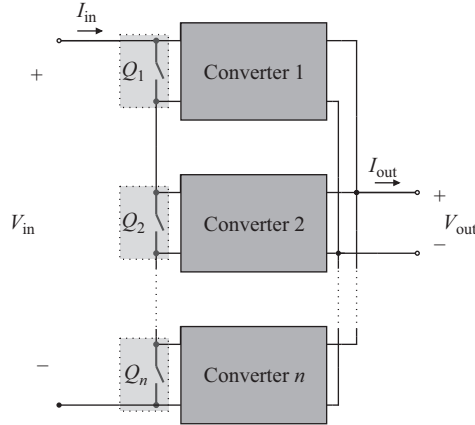 I_in
+
Q_1
Converter 1
I_out
+
V_in
Q_2
Converter 2
V_out
−
−
Q_n
Converter n